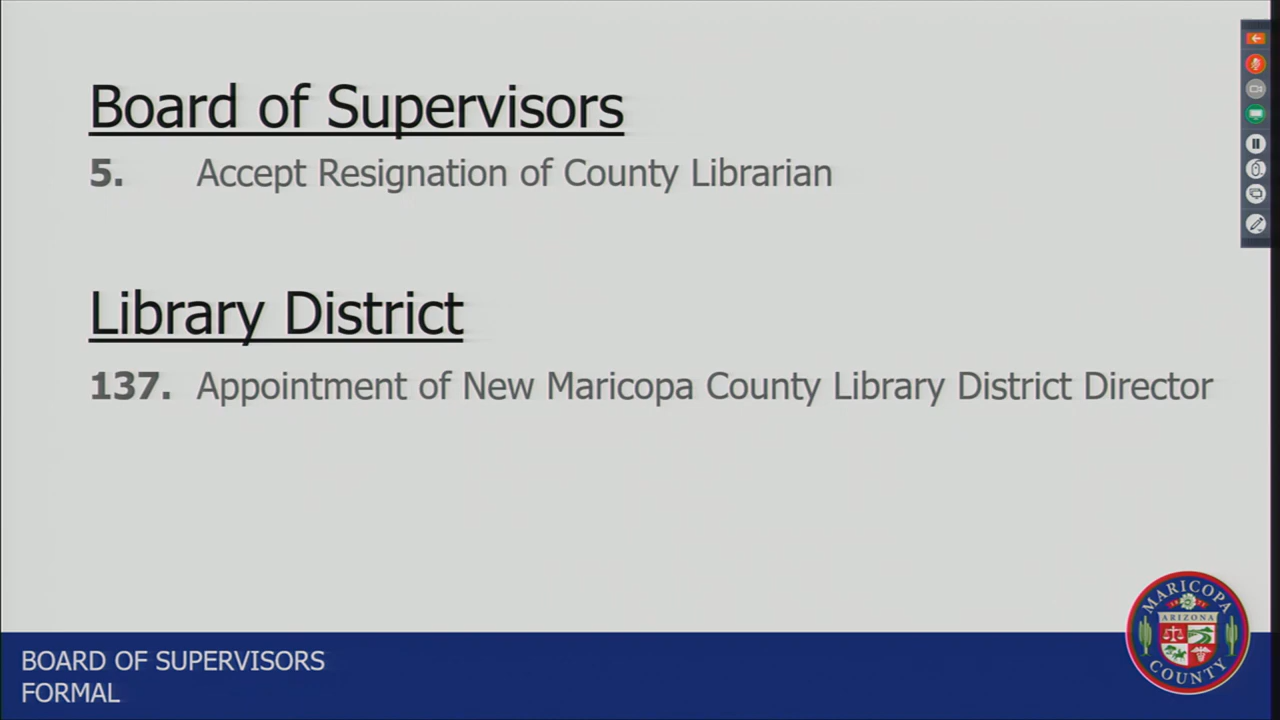 Board of Supervisors
5. Accept Resignation of County Librarian
Library District
137. Appointment of New Maricopa County Library District Director
BOARD OF SUPERVISORS
FORMAL
MARICOPA
ARIZONA
COUNTY